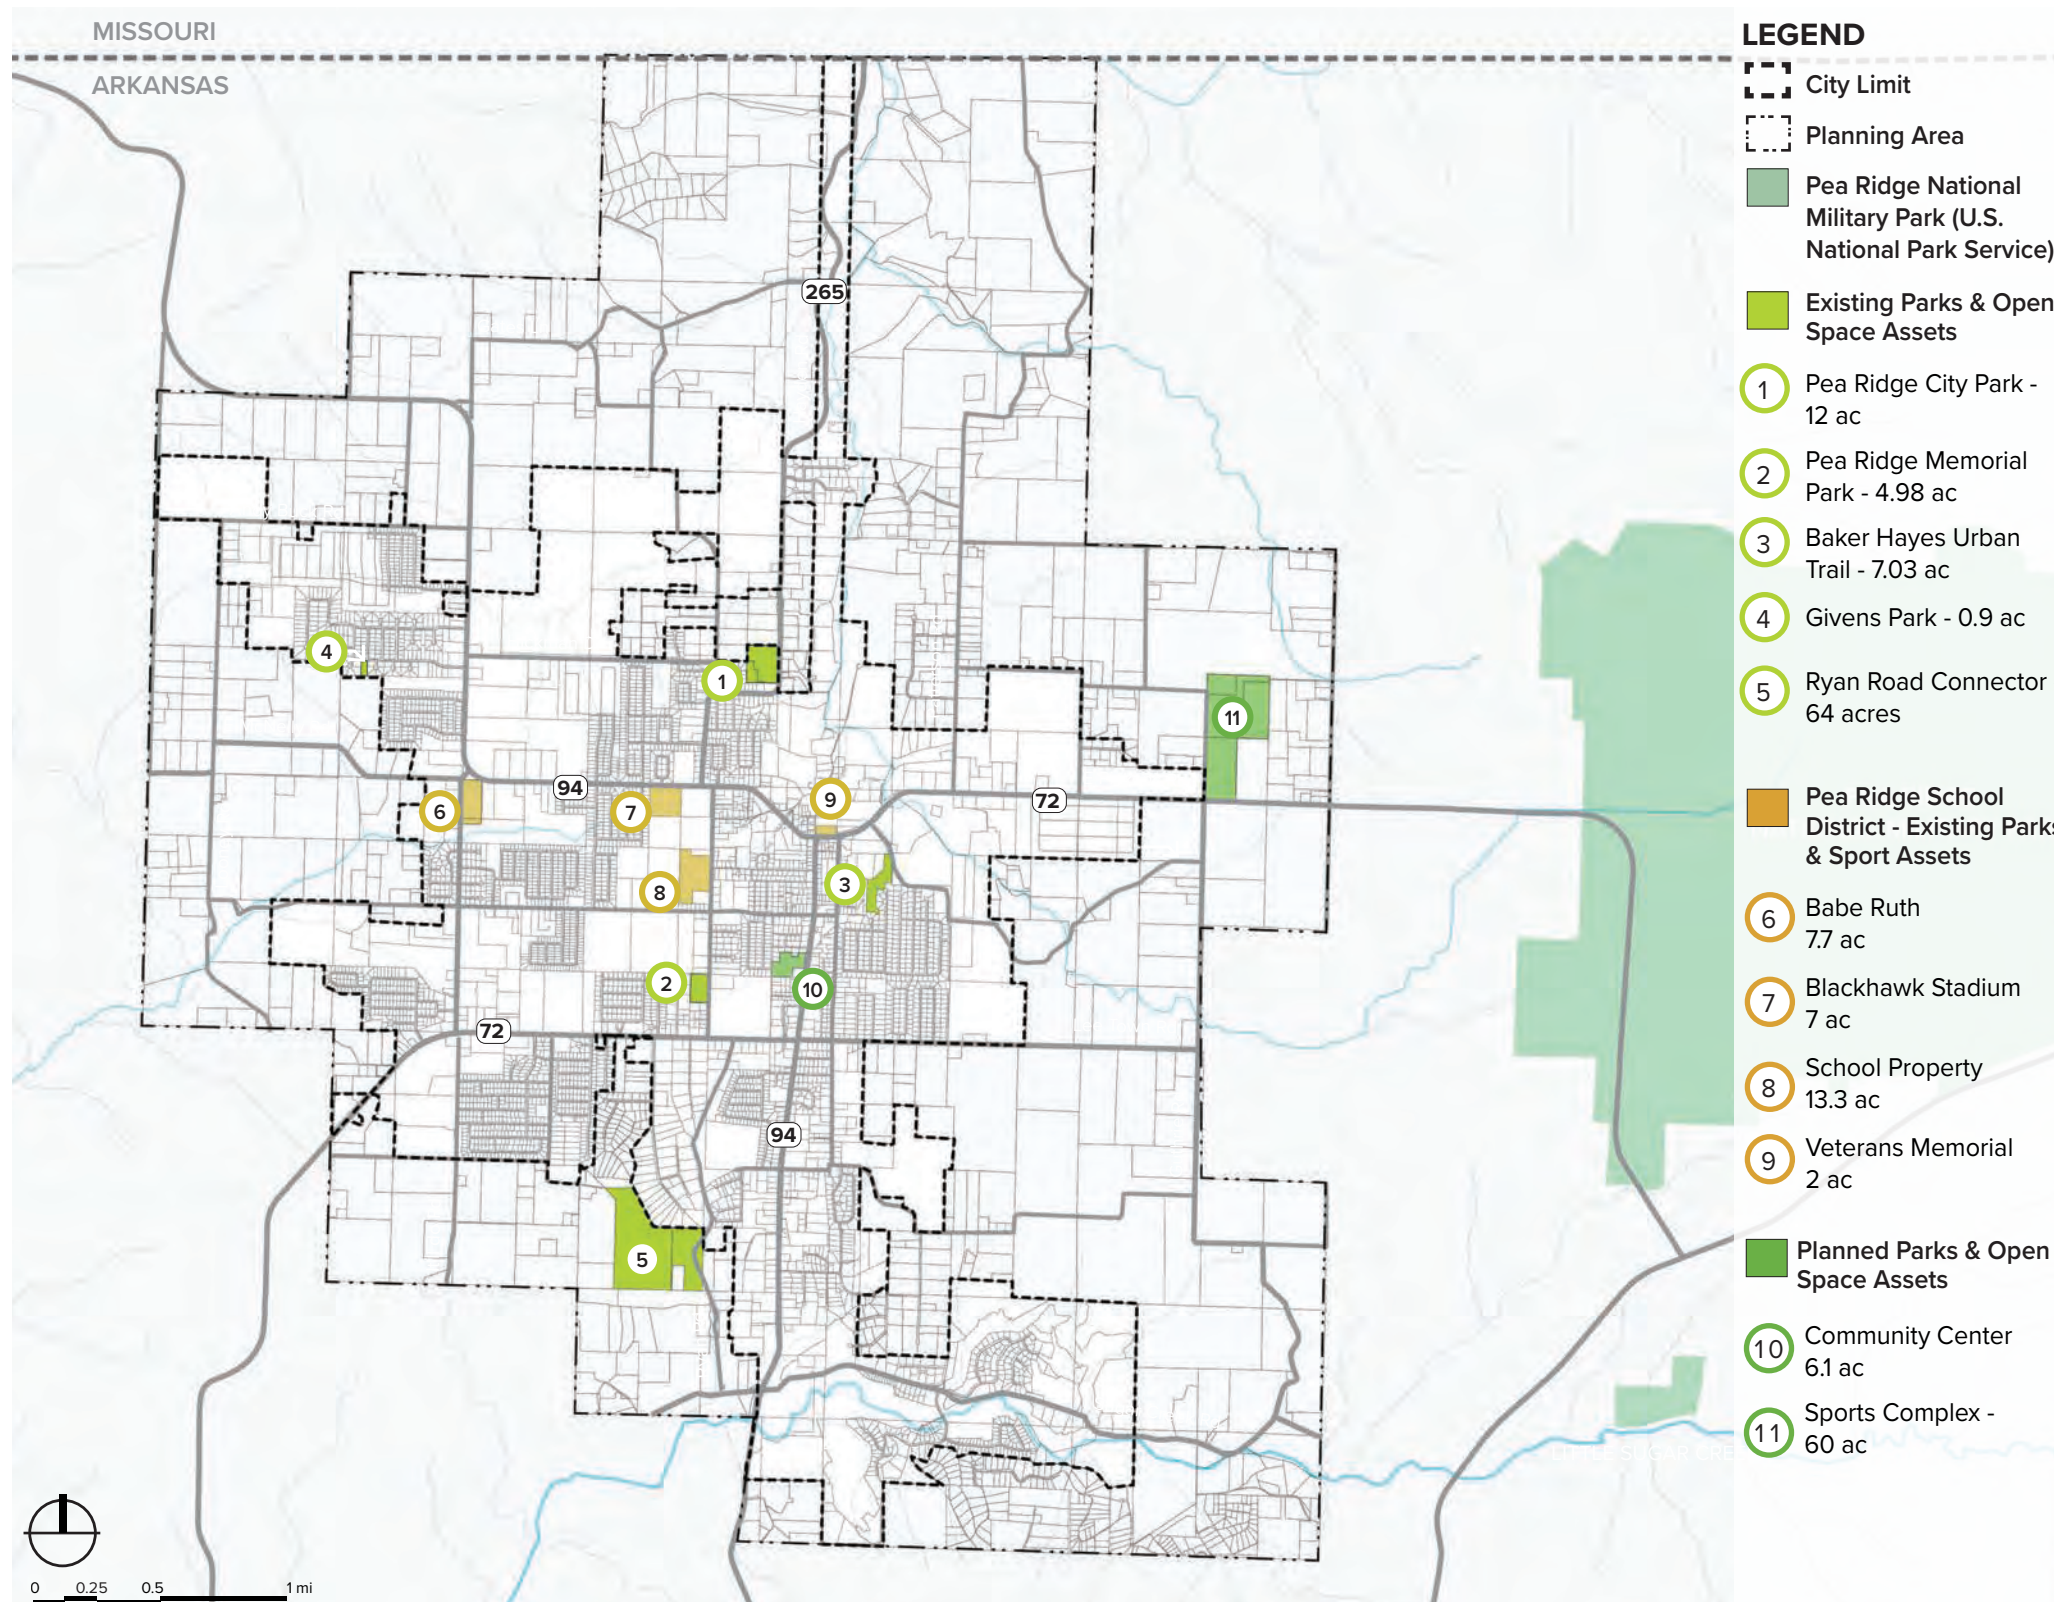 MISSOURI
ARKANSAS
265
4
1
11
94
6
7
9
72
8
3
2
10
72
94
5
0 0.25 0.5 1 mi
LEGEND
City Limit
Planning Area
Pea Ridge National
Military Park (U.S.
National Park Service)
Existing Parks & Open
Space Assets
1 Pea Ridge City Park -
12 ac
2 Pea Ridge Memorial
Park - 4.98 ac
3 Baker Hayes Urban
Trail - 7.03 ac
4 Givens Park - 0.9 ac
5 Ryan Road Connector
64 acres
Pea Ridge School
District - Existing Parks
& Sport Assets
6 Babe Ruth
7.7 ac
7 Blackhawk Stadium
7 ac
8 School Property
13.3 ac
9 Veterans Memorial
2 ac
Planned Parks & Open
Space Assets
10 Community Center
6.1 ac
11 Sports Complex -
60 ac